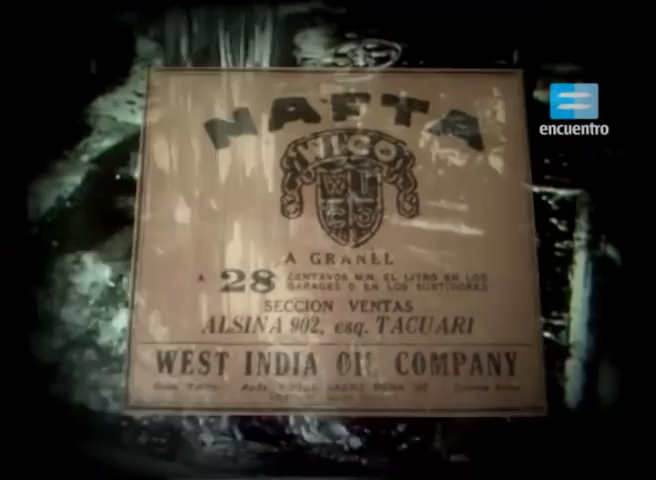 NAFTA
WICO
A GRANEL
A 28 CENTAVOS M/N. EL LITRO EN LOS
GARAGES O EN LOS SURTIDORES
SECCION VENTAS
ALSINA 902, esq. TACUARI
WEST INDIA OIL COMPANY
encuentro